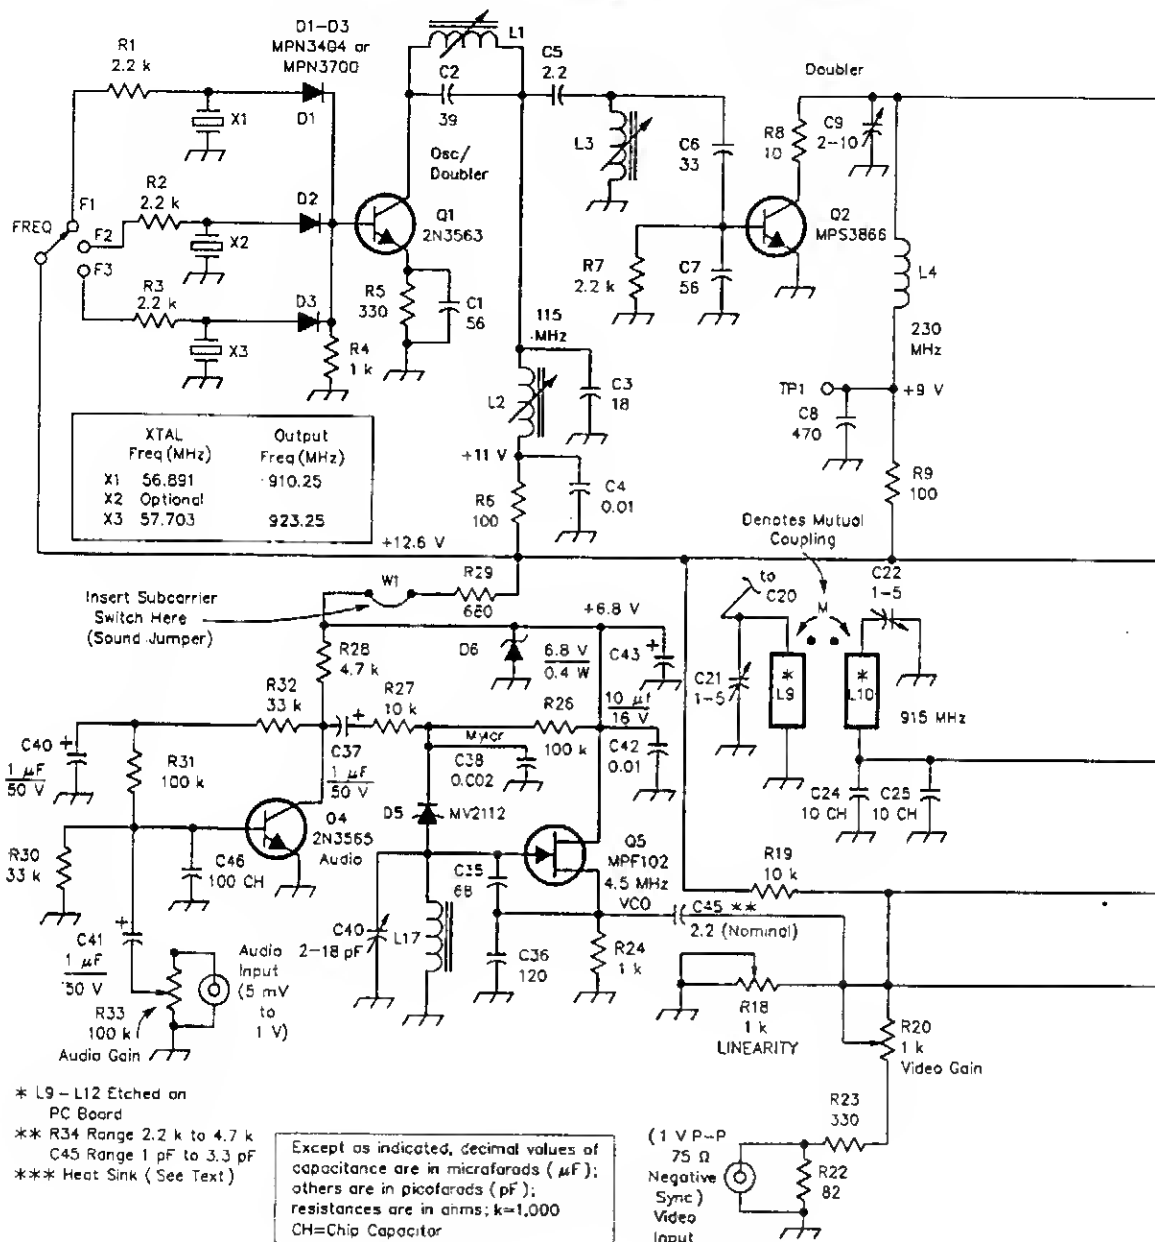 D1-D3
MPN3404 or
MPN3700
R1
2.2 k
X1
D1
L1
C2
39
C5
2.2
Osc/
Doubler
Doubler
L3
C6
33
R8
10
C9
2-10
R2
2.2 k
D2
FREQ
F1
F2
F3
X2
Q1
2N3563
Q2
MPS3866
R7
2.2 k
C7
56
L4
R3
2.2 k
D3
X3
R5
330
C1
56
R4
1 k
115
MHz
230
MHz
L2
C3
18
TP1
+9 V
C8
470
XTAL Output
Freq (MHz) Freq (MHz)
X1 56.891 910.25
X2 Optional
X3 57.703 923.25
+11 V
R6
100
C4
0.01
R9
100
+12.6 V
Denotes Mutual
Coupling
Insert Subcarrier
Switch Here
(Sound Jumper)
W1
R29
680
+6.8 V
to
C20
M
C22
1-5
R28
4.7 k
D6
6.8 V
0.4 W
C43
10 µf
16 V
C21
1-5
*
L9
*
L10
915 MHz
R32
33 k
R27
10 k
R26
100 k
C40
1 µF
50 V
R31
100 k
C37
1 µF
50 V
Mylar
C38
0.002
C42
0.01
C24
10 CH
C25
10 CH
D5
MV2112
Q4
2N3565
Audio
R30
33 k
C46
100 CH
Q5
MPF102
4.5 MHz
VCO
C35
68
R19
10 k
C45 **
2.2 (Nominal)
C41
1 µF
50 V
Audio
Input
(5 mV
to
1 V)
C40
2-18 pF
L17
C36
120
R24
1 k
R33
100 k
Audio Gain
R18
1 k
LINEARITY
R20
1 k
Video Gain
R23
330
* L9 - L12 Etched on
PC Board
** R34 Range 2.2 k to 4.7 k
C45 Range 1 pF to 3.3 pF
*** Heat Sink (See Text)
Except as indicated, decimal values of
capacitance are in microfarads (µF);
others are in picofarads (pF);
resistances are in ohms; k=1,000
CH=Chip Capacitor
(1 V P-P
75 Ω
Negative
Sync)
Video
Input
R22
82